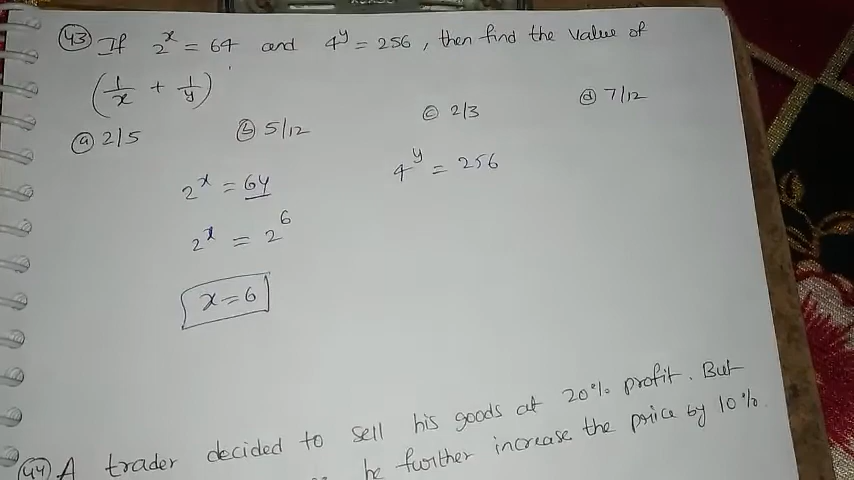 43 If 2^x = 64 and 4^y = 256, then find the value of
(1/x + 1/y)
(a) 2/5 (b) 5/12 (c) 2/3 (d) 7/12
2^x = 64 4^y = 256
2^x = 2^6
x = 6
44 A trader decided to sell his goods at 20% profit. But
he further increase the price by 10%.